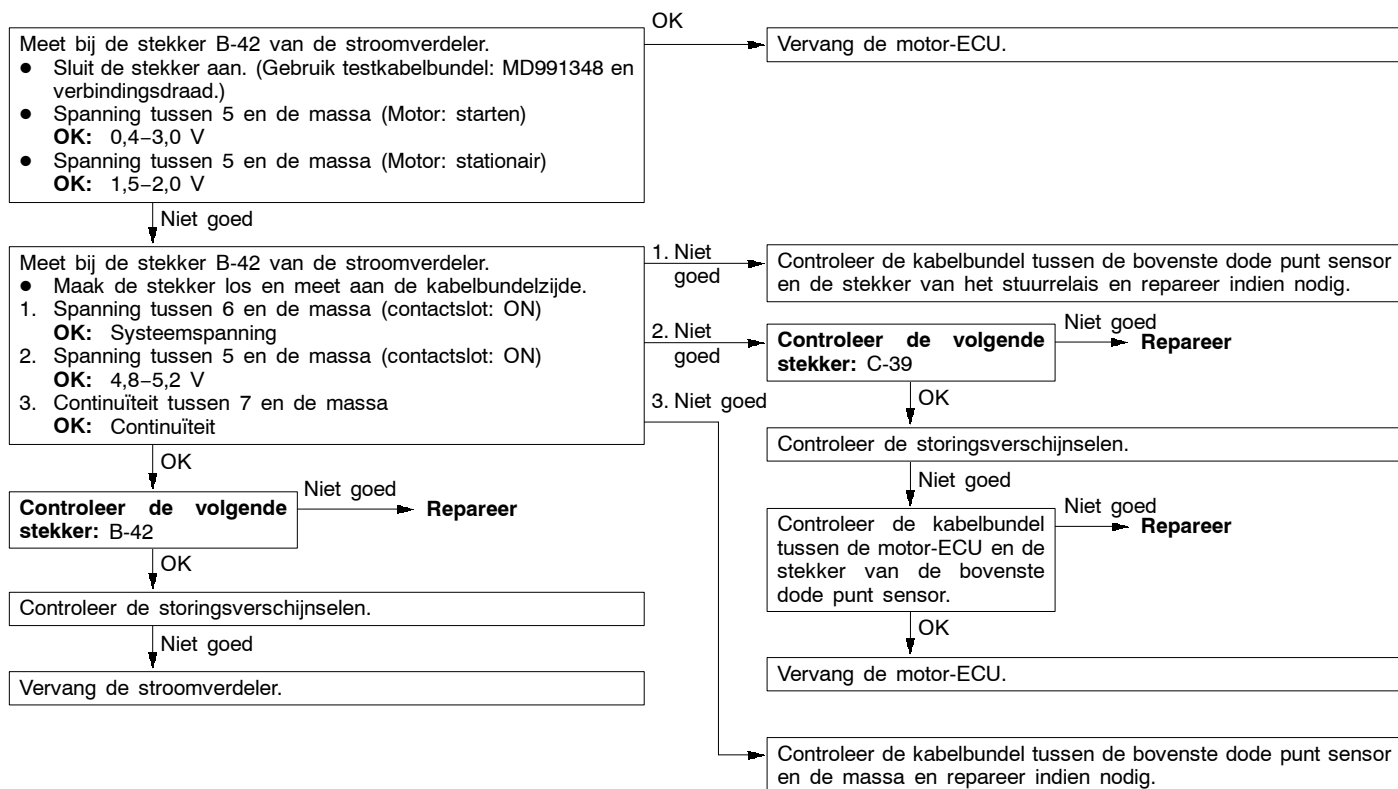 OK
Meet bij de stekker B-42 van de stroomverdeler.
● Sluit de stekker aan. (Gebruik testkabelbundel: MD991348 en
verbindingsdraad.)
● Spanning tussen 5 en de massa (Motor: starten)
OK: 0,4–3,0 V
● Spanning tussen 5 en de massa (Motor: stationair)
OK: 1,5–2,0 V
Vervang de motor-ECU.
Niet goed
Meet bij de stekker B-42 van de stroomverdeler.
● Maak de stekker los en meet aan de kabelbundelzijde.
1. Spanning tussen 6 en de massa (contactslot: ON)
OK: Systeemspanning
2. Spanning tussen 5 en de massa (contactslot: ON)
OK: 4,8–5,2 V
3. Continuïteit tussen 7 en de massa
OK: Continuïteit
1. Niet
goed
Controleer de kabelbundel tussen de bovenste dode punt sensor
en de stekker van het stuurrelais en repareer indien nodig.
2. Niet
goed
Controleer de volgende
stekker: C-39
Niet goed
Repareer
3. Niet goed
OK
Controleer de storingsverschijnselen.
Niet goed
Controleer de kabelbundel
tussen de motor-ECU en de
stekker van de bovenste
dode punt sensor.
Niet goed
Repareer
OK
Vervang de motor-ECU.
OK
Controleer de volgende
stekker: B-42
Niet goed
Repareer
OK
Controleer de storingsverschijnselen.
Niet goed
Vervang de stroomverdeler.
Controleer de kabelbundel tussen de bovenste dode punt sensor
en de massa en repareer indien nodig.